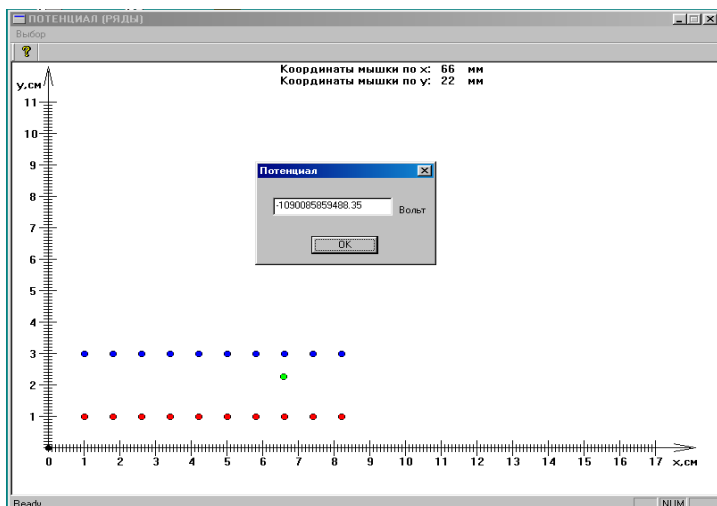 ПОТЕНЦИАЛ (РЯДЫ)
Выбор
Координаты мышки по x: 66 мм
Координаты мышки по y: 22 мм
y,см
11
10
9
8
7
6
5
4
3
2
1
Потенциал
-1090085859488.35 Вольт
OK
0 1 2 3 4 5 6 7 8 9 10 11 12 13 14 15 16 17 x,см
Ready NUM